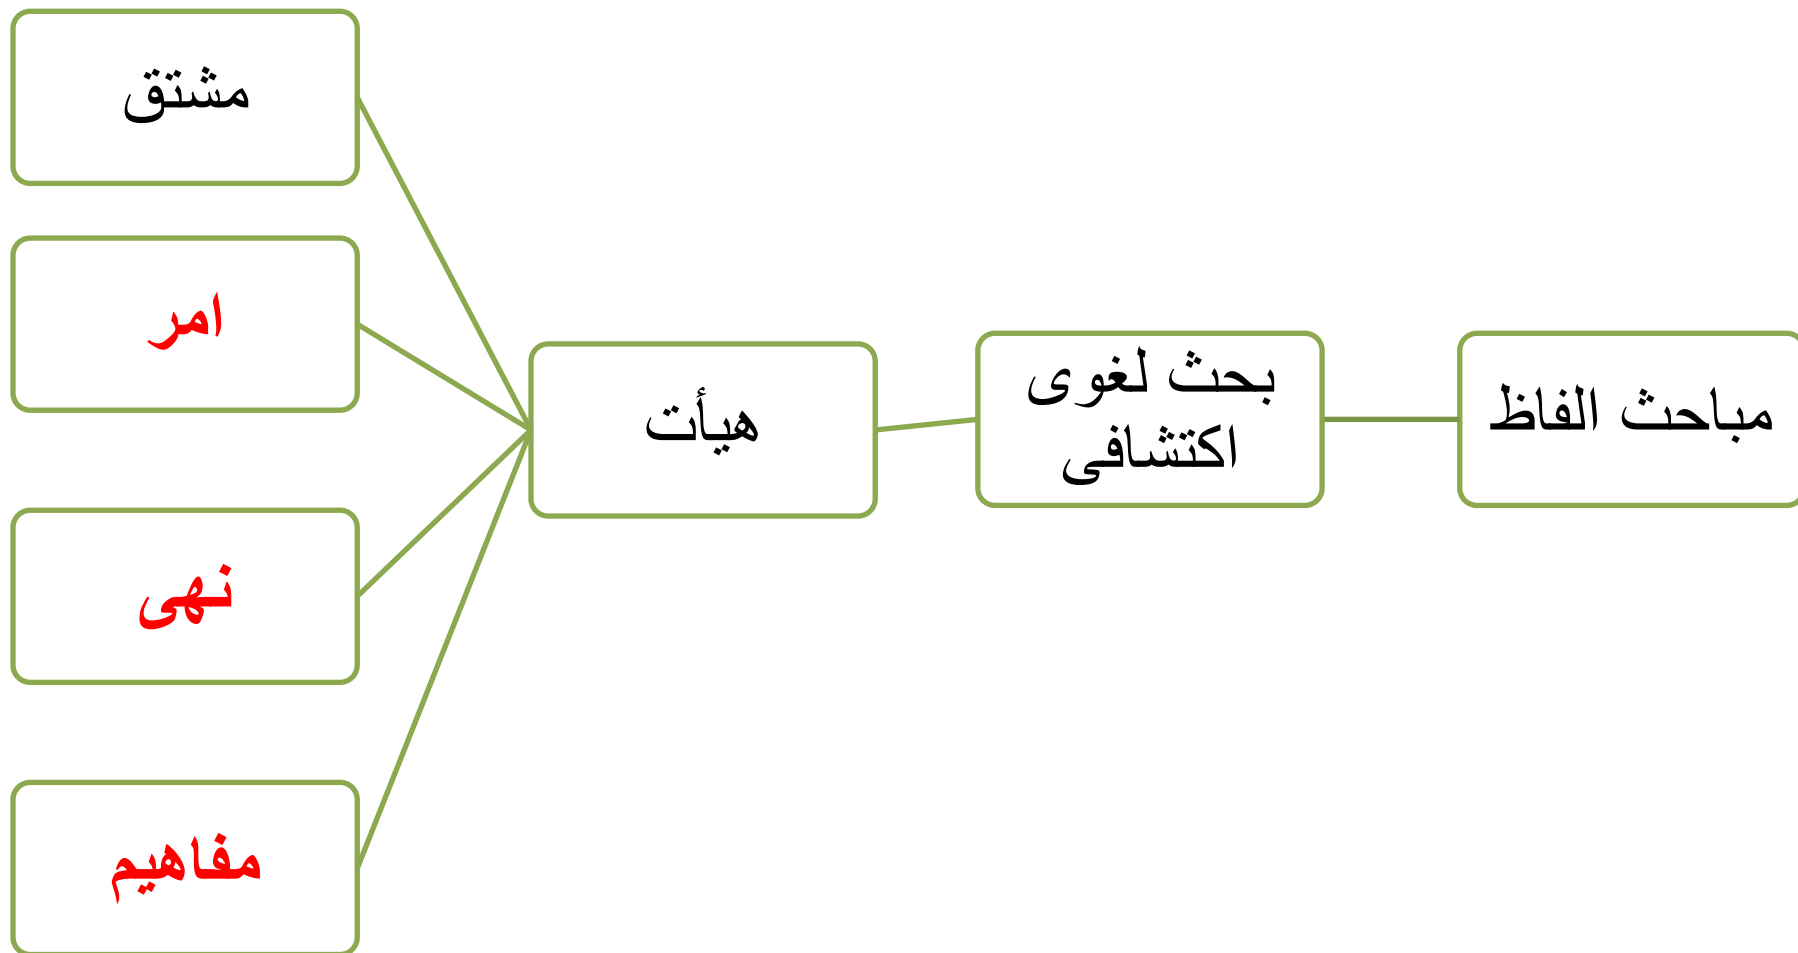 مباحث الفاظ
بحث لغوی
اکتشافی
هیأت
مشتق
امر
نهی
مفاهیم